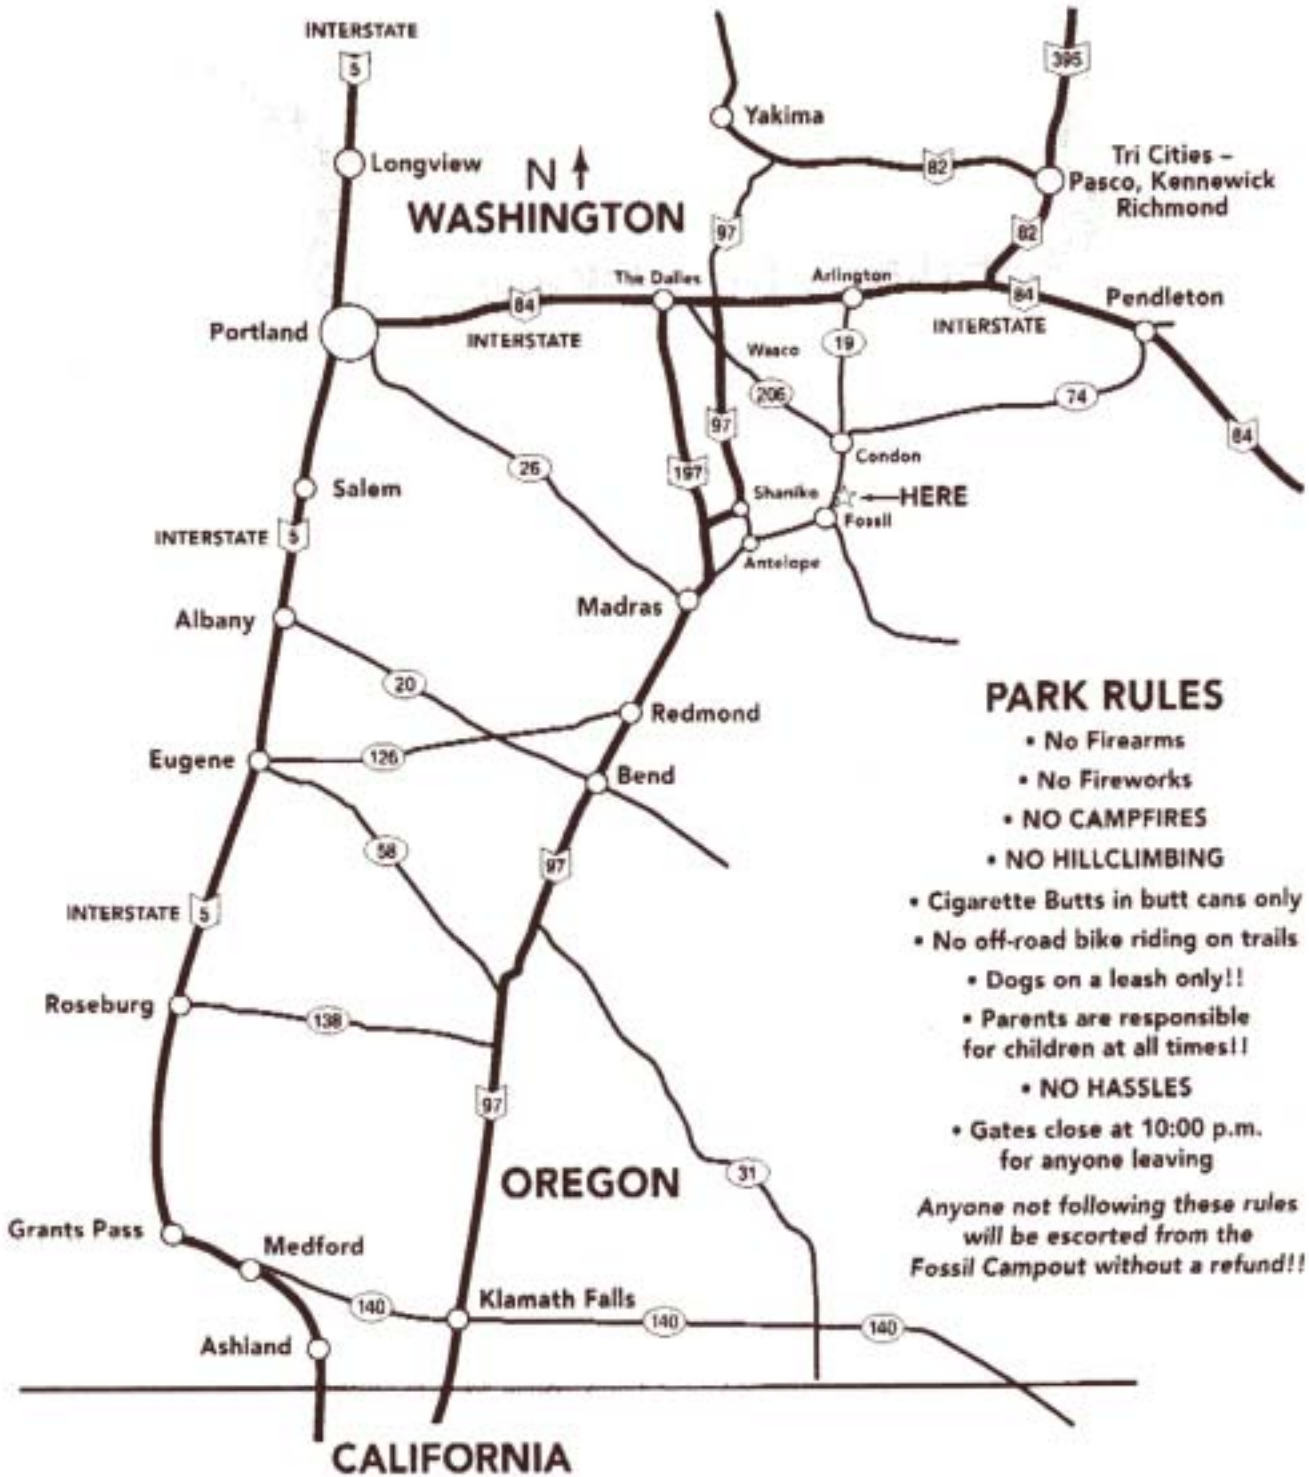 INTERSTATE
5
395
Yakima
Longview
N
82
Tri Cities –
Pasco, Kennewick
Richmond
WASHINGTON
97
82
The Dalles
Arlington
84
84
Pendleton
Portland
INTERSTATE
INTERSTATE
Wasco
19
206
74
97
84
26
197
Condon
Salem
Shaniko
HERE
Fossil
INTERSTATE
5
Antelope
Madras
Albany
20
Redmond
Eugene
126
Bend
58
97
INTERSTATE
5
Roseburg
138
97
OREGON
31
Grants Pass
Medford
140
Klamath Falls
140
140
Ashland
CALIFORNIA
PARK RULES
• No Firearms
• No Fireworks
• NO CAMPFIRES
• NO HILLCLIMBING
• Cigarette Butts in butt cans only
• No off-road bike riding on trails
• Dogs on a leash only!!
• Parents are responsible
for children at all times!!
• NO HASSLES
• Gates close at 10:00 p.m.
for anyone leaving
Anyone not following these rules
will be escorted from the
Fossil Campout without a refund!!